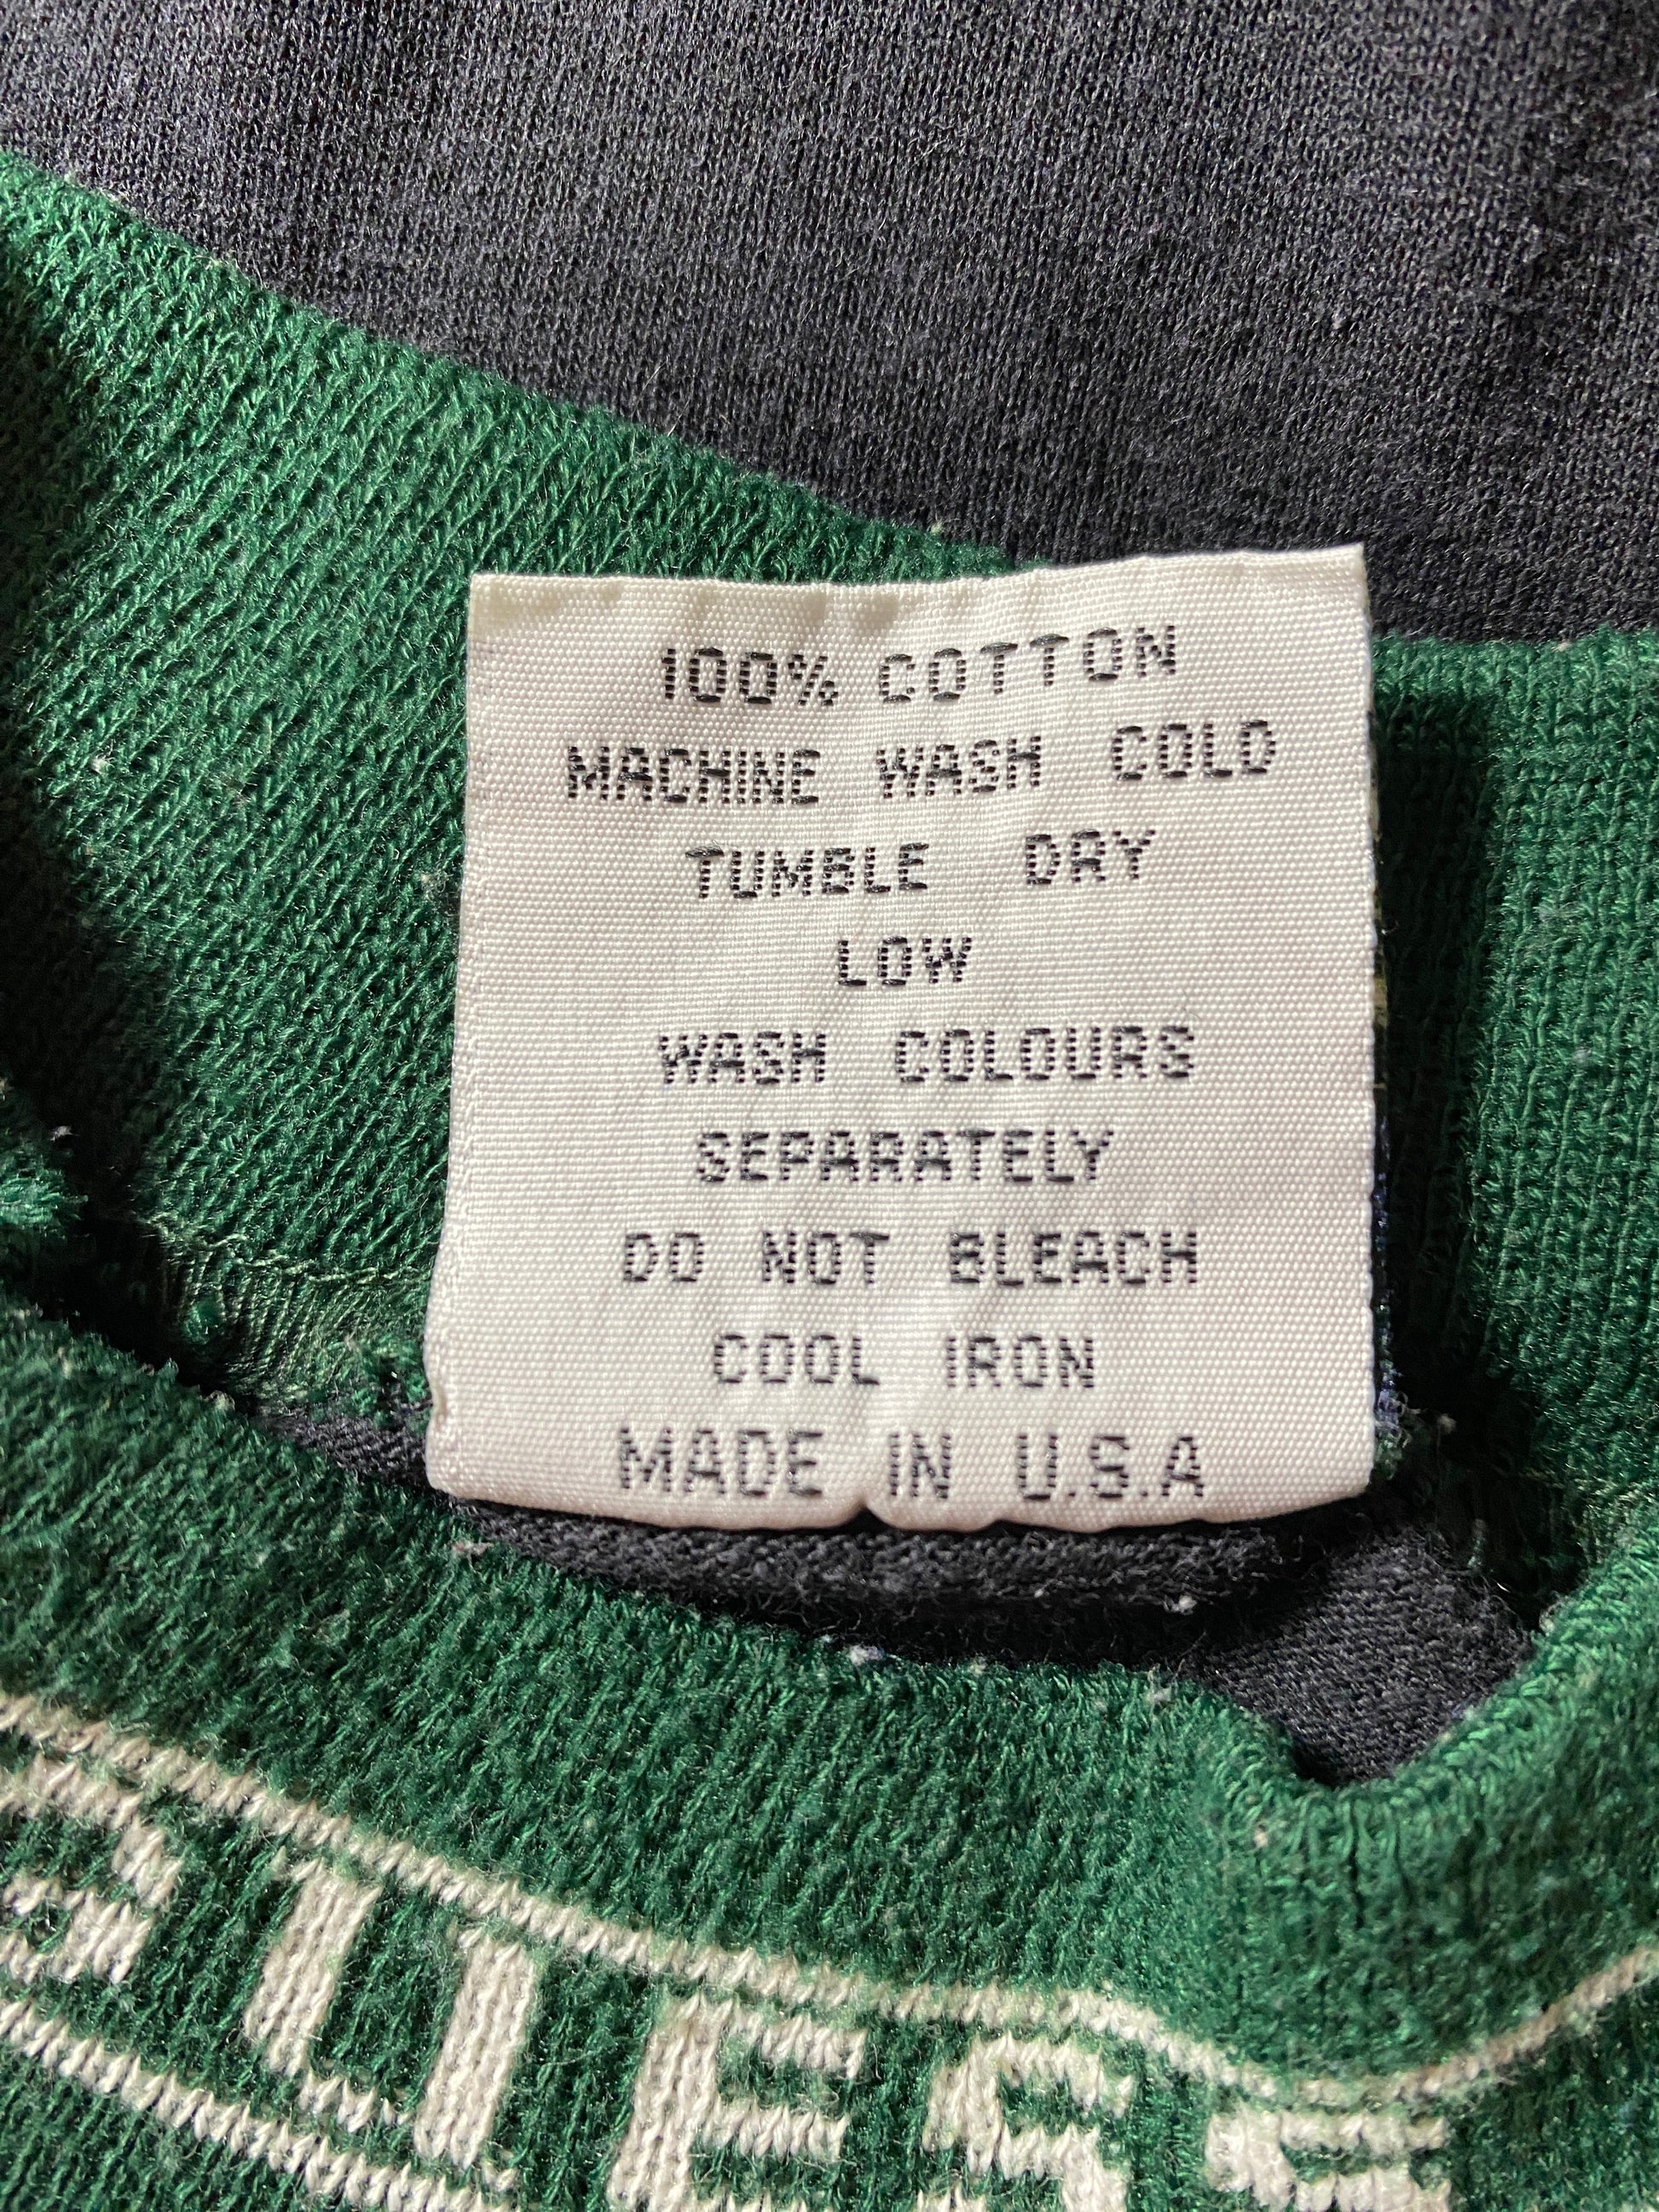 100% COTTON
MACHINE WASH COLD
TUMBLE DRY
LOW
WASH COLOURS
SEPARATELY
DO NOT BLEACH
COOL IRON
MADE IN U.S.A